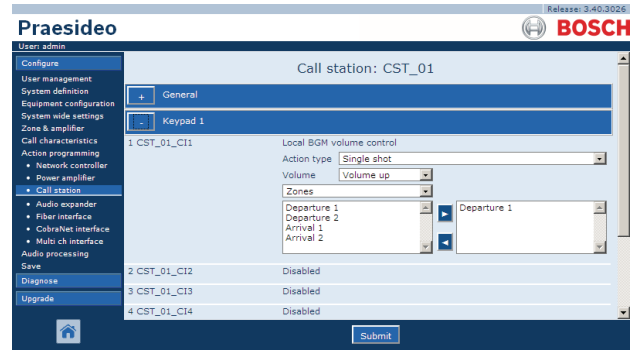 Release: 3.40.3026
Praesideo
BOSCH
User: admin
Configure
User management
System definition
Equipment configuration
System wide settings
Zone & amplifier
Call characteristics
Action programming
• Network controller
• Power amplifier
• Call station
• Audio expander
• Fiber interface
• CobraNet interface
• Multi ch interface
Audio processing
Save
Diagnose
Upgrade
Call station: CST_01
+ General
- Keypad 1
1 CST_01_CI1 Local BGM volume control
Action type Single shot
Volume Volume up
Zones
Departure 1
Departure 2
Arrival 1
Arrival 2
Departure 1
2 CST_01_CI2 Disabled
3 CST_01_CI3 Disabled
4 CST_01_CI4 Disabled
Submit